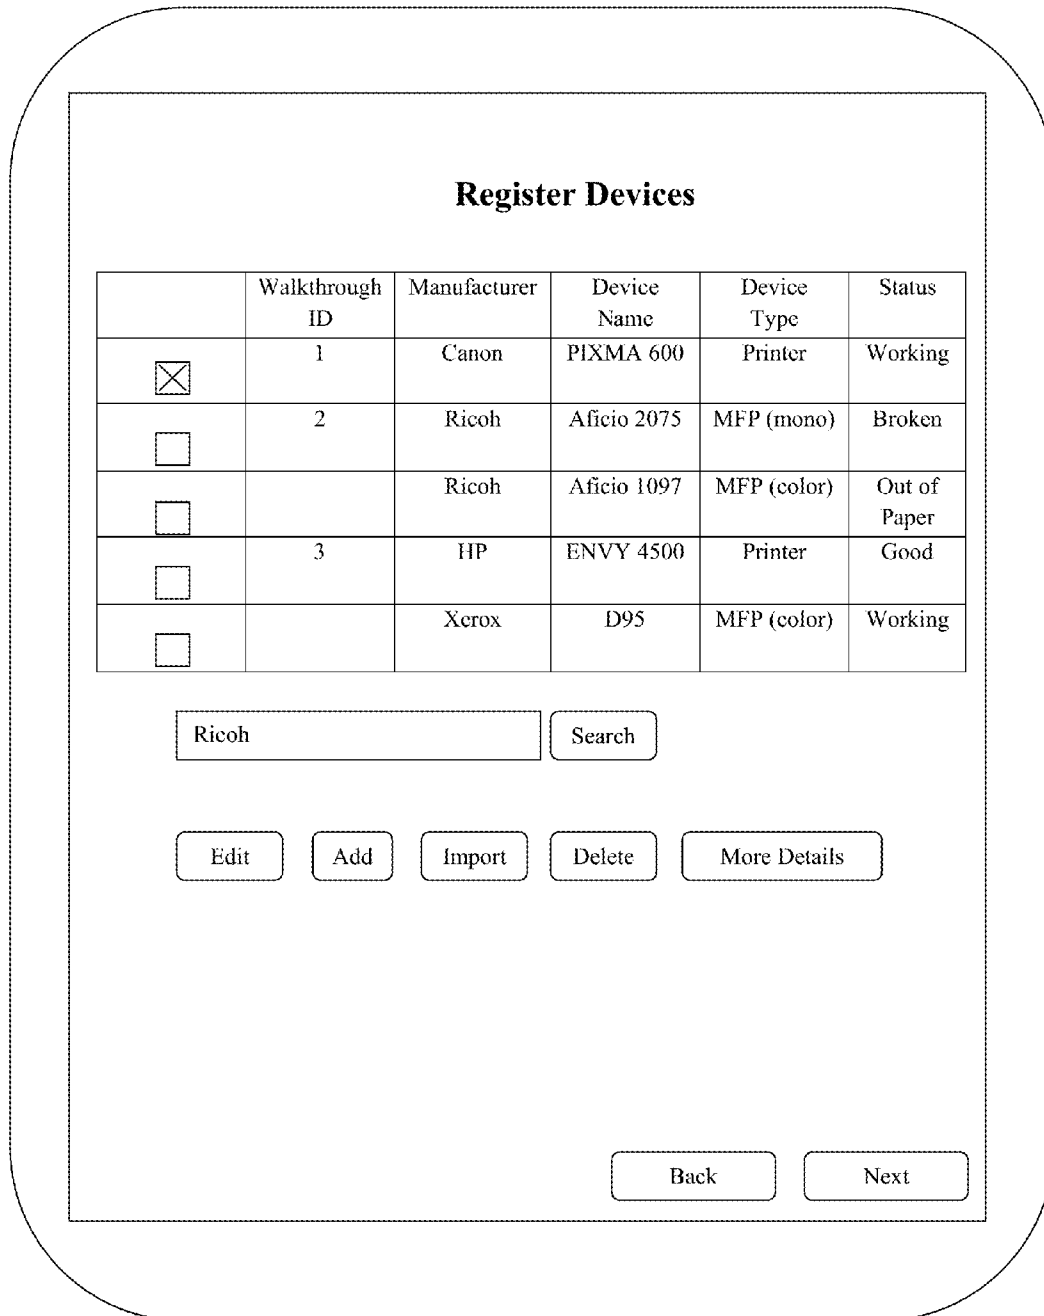 Register Devices
Walkthrough ID Manufacturer Device Name Device Type Status
1 Canon PIXMA 600 Printer Working
2 Ricoh Aficio 2075 MFP (mono) Broken
Ricoh Aficio 1097 MFP (color) Out of Paper
3 HP ENVY 4500 Printer Good
Xerox D95 MFP (color) Working
Ricoh Search
Edit Add Import Delete More Details
Back Next